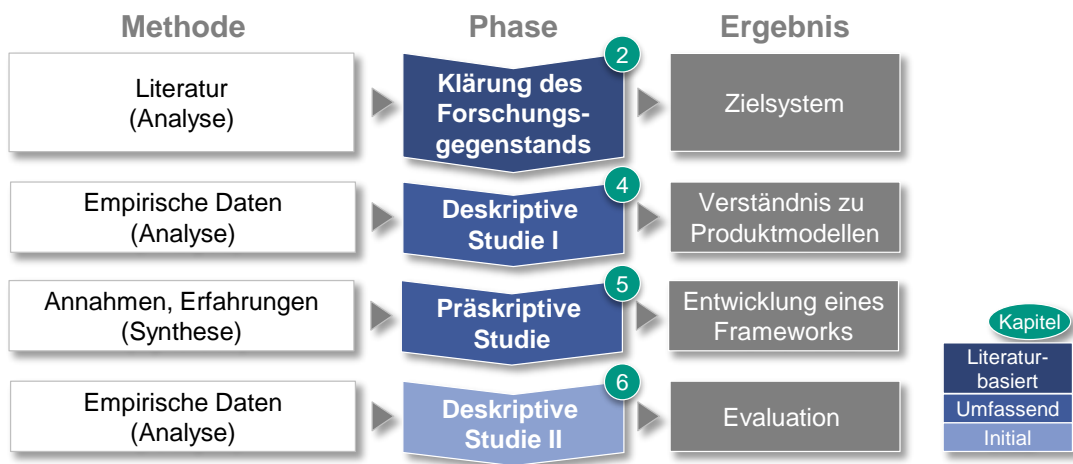 Methode
Phase
Ergebnis
Literatur
(Analyse)
2
Klärung des
Forschungs-
gegenstands
Zielsystem
Empirische Daten
(Analyse)
4
Deskriptive
Studie I
Verständnis zu
Produktmodellen
Annahmen, Erfahrungen
(Synthese)
5
Präskriptive
Studie
Entwicklung eines
Frameworks
Empirische Daten
(Analyse)
6
Deskriptive
Studie II
Evaluation
Kapitel
Literatur-
basiert
Umfassend
Initial